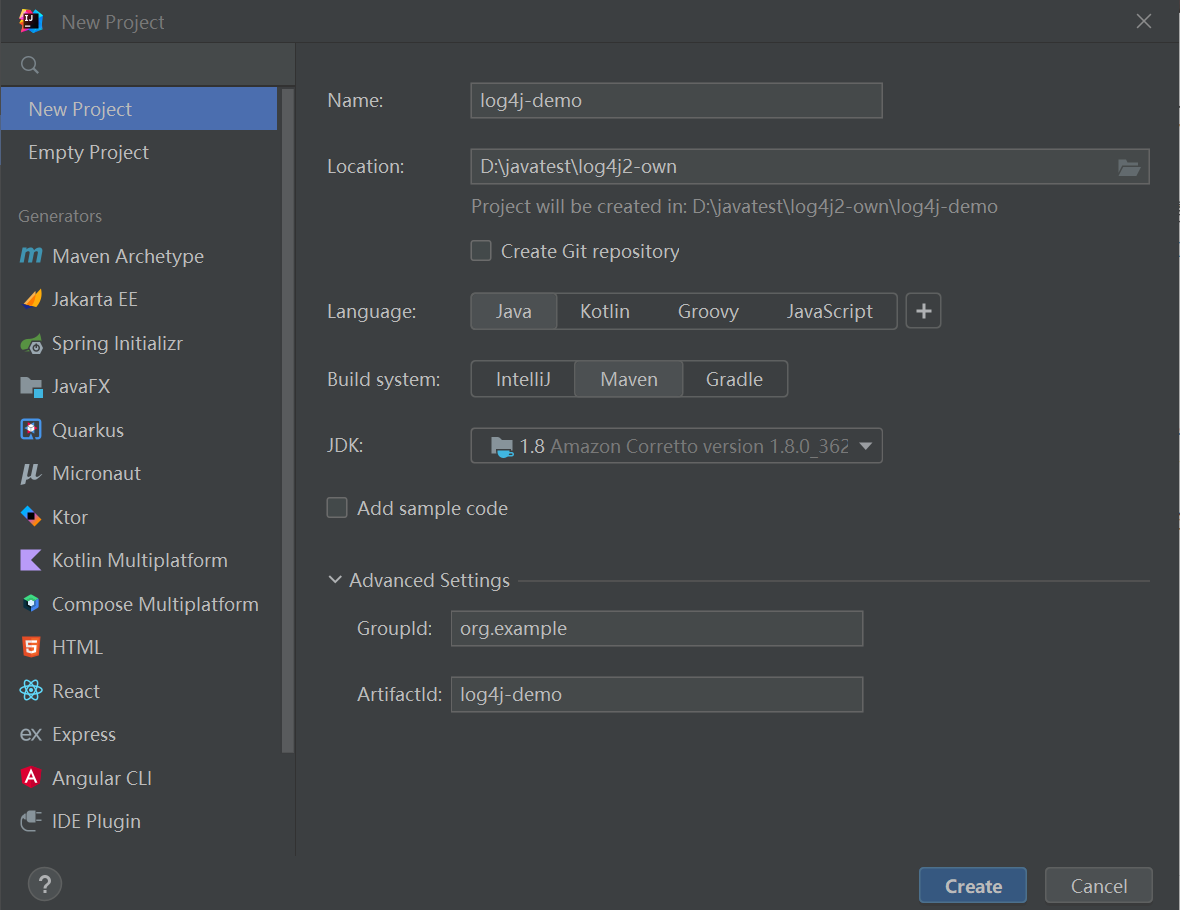 New Project
New Project
Empty Project
Generators
Maven Archetype
Jakarta EE
Spring Initializr
JavaFX
Quarkus
Micronaut
Ktor
Kotlin Multiplatform
Compose Multiplatform
HTML
React
ex Express
Angular CLI
IDE Plugin
Name: log4j-demo
Location: D:\javatest\log4j2-own
Project will be created in: D:\javatest\log4j2-own\log4j-demo
Create Git repository
Language: Java Kotlin Groovy JavaScript +
Build system: IntelliJ Maven Gradle
JDK: 1.8 Amazon Corretto version 1.8.0_362
Add sample code
Advanced Settings
GroupId: org.example
ArtifactId: log4j-demo
? Create Cancel